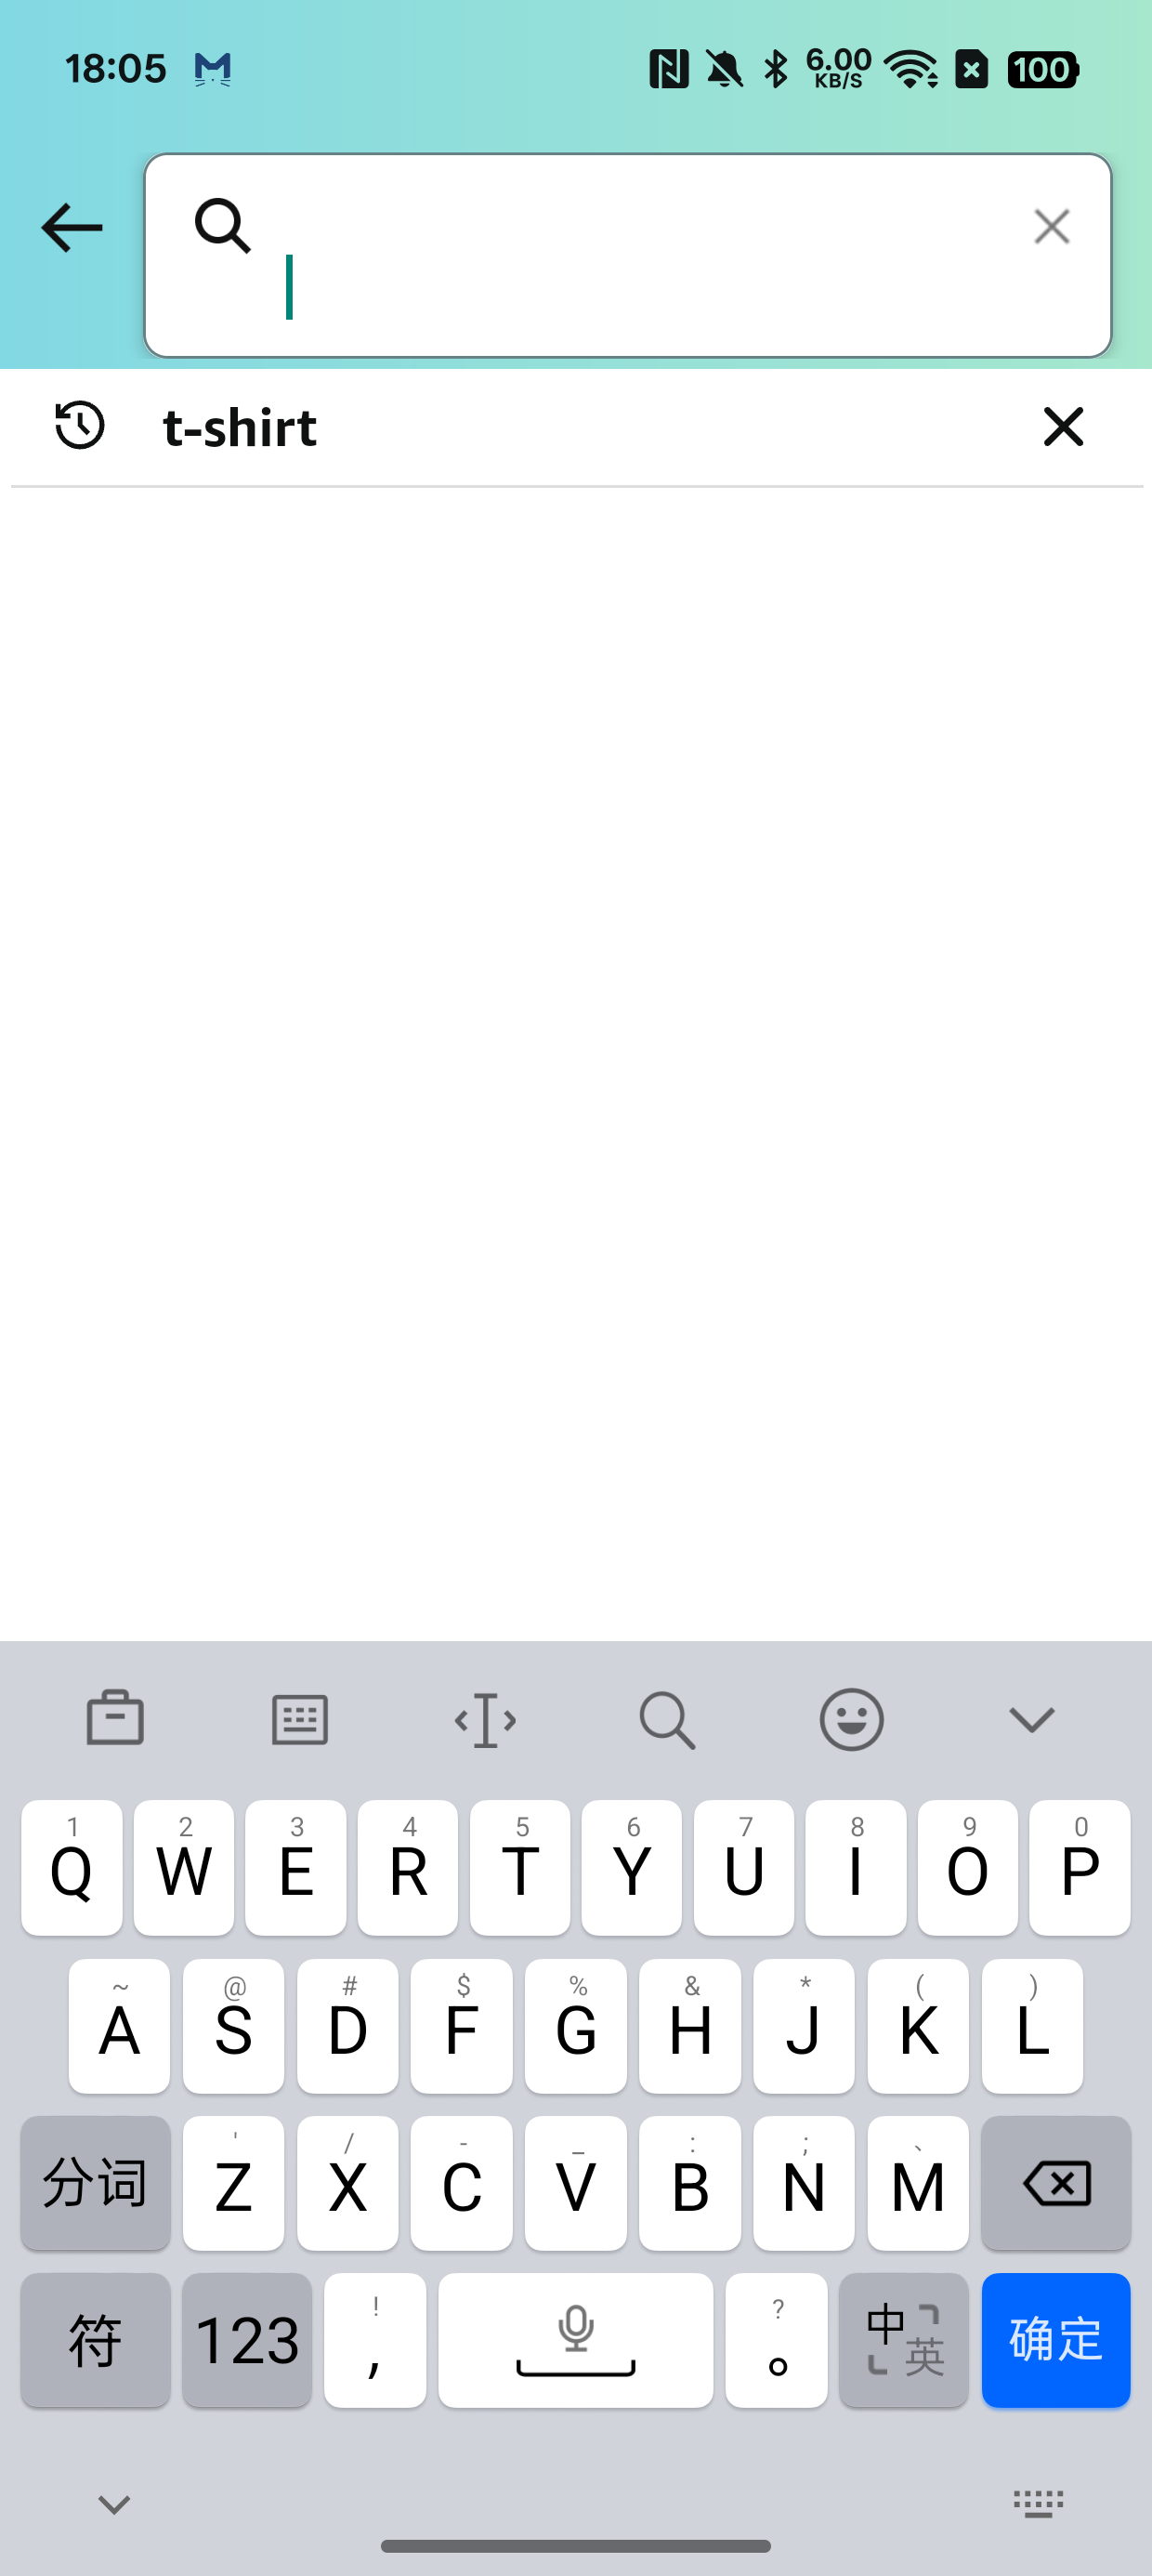 18:05 6.00 KB/S 100
t-shirt
1 2 3 4 5 6 7 8 9 0
Q W E R T Y U I O P
~ @ # $ % & * ( )
A S D F G H J K L
' / - _ : ; 、
分词 Z X C V B N M
! ?
符 123 , 。 中 英 确定